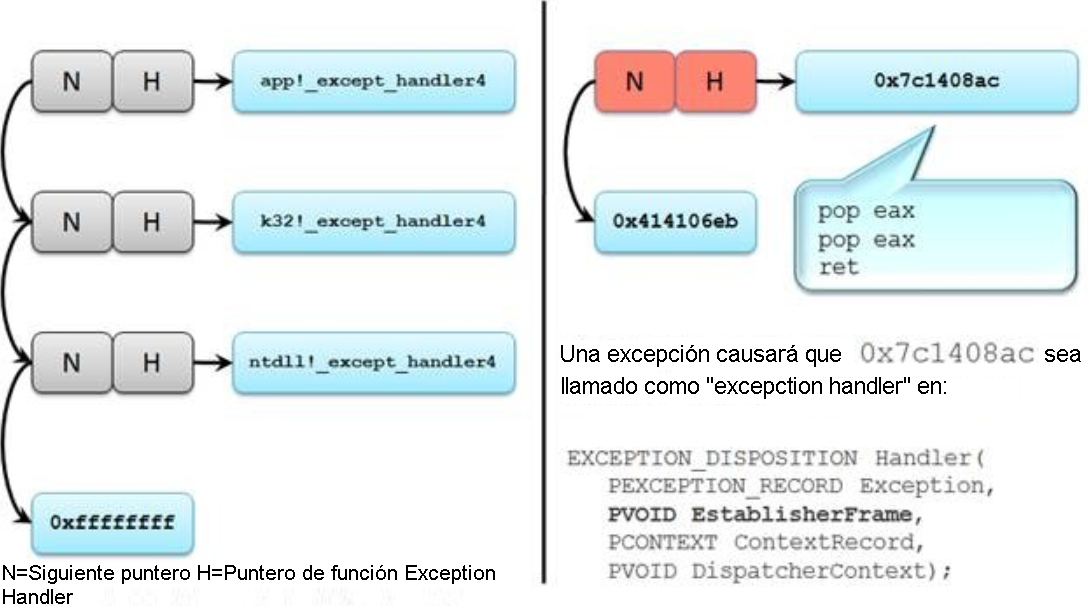 N H app!_except_handler4
N H k32!_except_handler4
N H ntdll!_except_handler4
0xffffffff
N=Siguiente puntero H=Puntero de función Exception
Handler
N H 0x7c1408ac
0x414106eb
pop eax
pop eax
ret
Una excepción causará que 0x7c1408ac sea
llamado como "excepction handler" en:
EXCEPTION_DISPOSITION Handler(
PEXCEPTION_RECORD Exception,
PVOID EstablisherFrame,
PCONTEXT ContextRecord,
PVOID DispatcherContext);